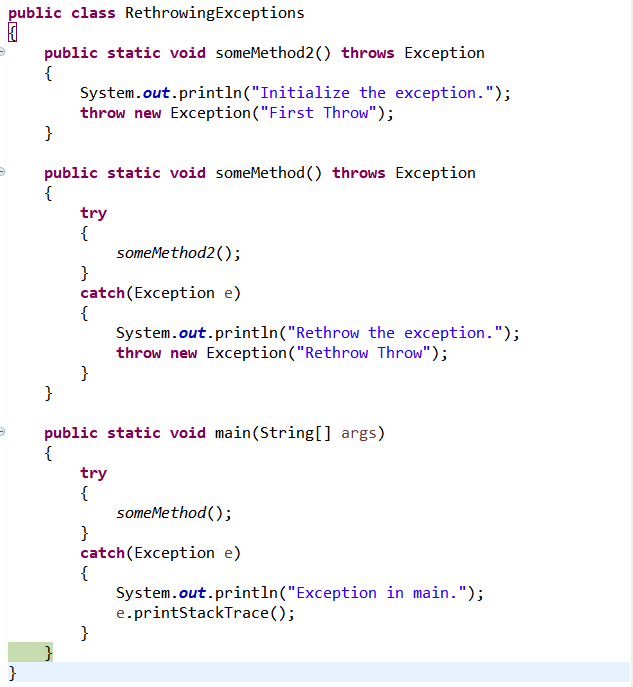 public class RethrowingExceptions
{
    public static void someMethod2() throws Exception
    {
        System.out.println("Initialize the exception.");
        throw new Exception("First Throw");
    }

    public static void someMethod() throws Exception
    {
        try
        {
            someMethod2();
        }
        catch(Exception e)
        {
            System.out.println("Rethrow the exception.");
            throw new Exception("Rethrow Throw");
        }
    }

    public static void main(String[] args)
    {
        try
        {
            someMethod();
        }
        catch(Exception e)
        {
            System.out.println("Exception in main.");
            e.printStackTrace();
        }
    }
}